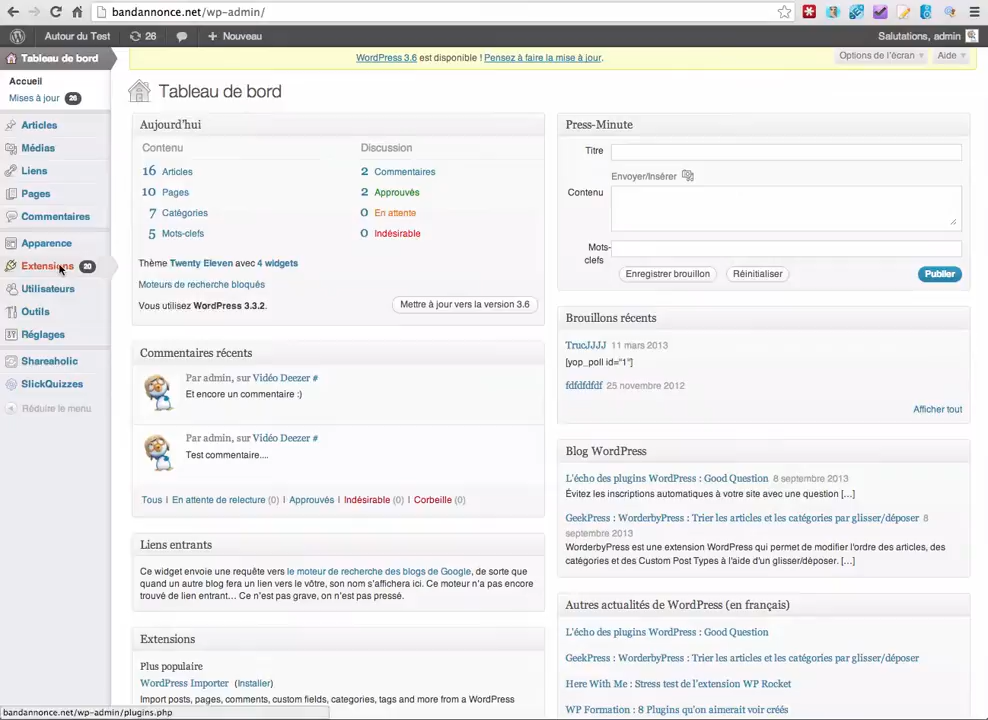 bandannonce.net/wp-admin/
Autour du Test
26
Nouveau
Salutations, admin
Tableau de bord
Accueil
Mises à jour 26
Articles
Médias
Liens
Pages
Commentaires
Apparence
Extensions 20
Utilisateurs
Outils
Réglages
Shareaholic
SlickQuizzes
Réduire le menu
WordPress 3.6 est disponible ! Pensez à faire la mise à jour.
Options de l'écran
Aide
Tableau de bord
Aujourd'hui
Contenu
Discussion
16 Articles
2 Commentaires
10 Pages
2 Approuvés
7 Catégories
0 En attente
5 Mots-clefs
0 Indésirable
Thème Twenty Eleven avec 4 widgets
Moteurs de recherche bloqués
Vous utilisez WordPress 3.3.2.
Mettre à jour vers la version 3.6
Commentaires récents
Par admin, sur Vidéo Deezer #
Et encore un commentaire :)
Par admin, sur Vidéo Deezer #
Test commentaire....
Tous | En attente de relecture (0) | Approuvés | Indésirable (0) | Corbeille (0)
Liens entrants
Ce widget envoie une requête vers le moteur de recherche des blogs de Google, de sorte que
quand un autre blog fera un lien vers le vôtre, son nom s'affichera ici. Ce moteur n'a pas encore
trouvé de lien entrant… Ce n'est pas grave, on n'est pas pressé.
Extensions
Plus populaire
WordPress Importer (Installer)
Import posts, pages, comments, custom fields, categories, tags and more from a WordPress
Press-Minute
Titre
Envoyer/Insérer
Contenu
Mots-
clefs
Enregistrer brouillon
Réinitialiser
Publier
Brouillons récents
TrucJJJJ 11 mars 2013
[yop_poll id="1"]
fdfdfdfdf 25 novembre 2012
Afficher tout
Blog WordPress
L'écho des plugins WordPress : Good Question 8 septembre 2013
Évitez les inscriptions automatiques à votre site avec une question […]
GeekPress : WorderbyPress : Trier les articles et les catégories par glisser/déposer 8
septembre 2013
WorderbyPress est une extension WordPress qui permet de modifier l'ordre des articles, des
catégories et des Custom Post Types à l'aide d'un glisser/déposer. […]
Autres actualités de WordPress (en français)
L'écho des plugins WordPress : Good Question
GeekPress : WorderbyPress : Trier les articles et les catégories par glisser/déposer
Here With Me : Stress test de l'extension WP Rocket
WP Formation : 8 Plugins qu'on aimerait voir créés
bandannonce.net/wp-admin/plugins.php